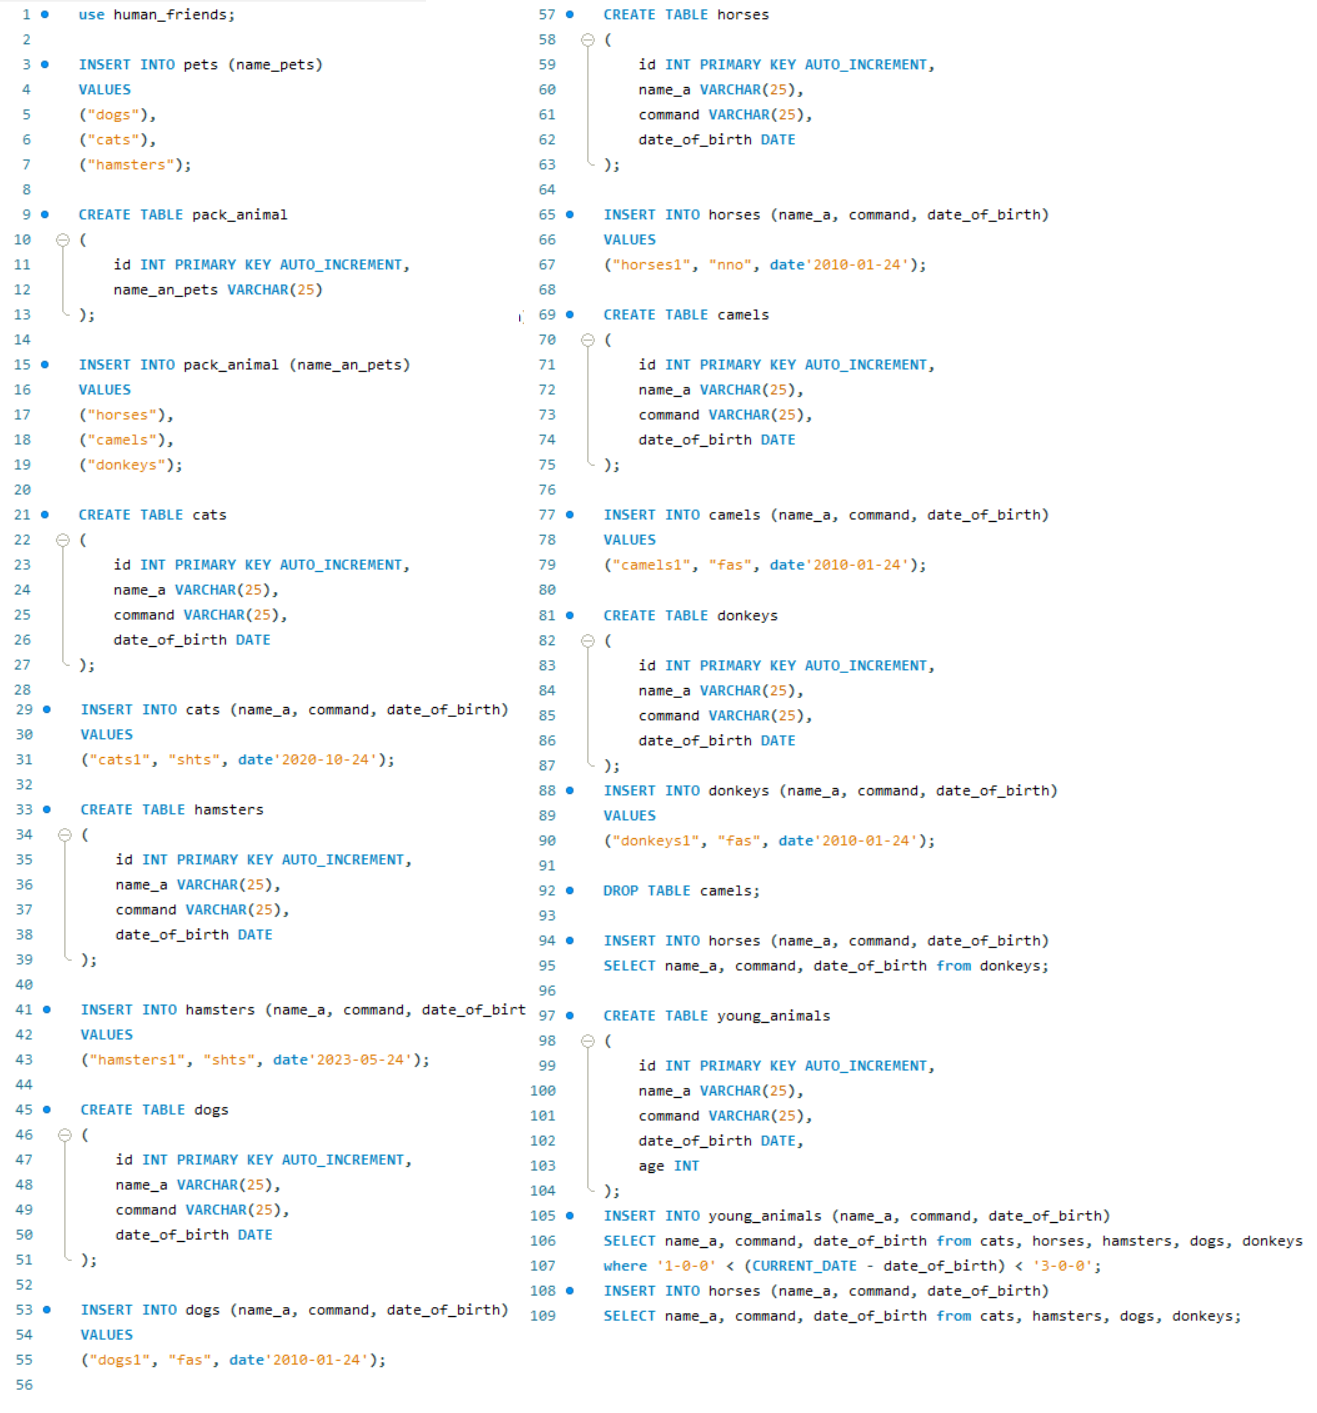 1 use human_friends;
2
3 INSERT INTO pets (name_pets)
4 VALUES
5 ("dogs"),
6 ("cats"),
7 ("hamsters");
8
9 CREATE TABLE pack_animal
10 (
11 id INT PRIMARY KEY AUTO_INCREMENT,
12 name_an_pets VARCHAR(25)
13 );
14
15 INSERT INTO pack_animal (name_an_pets)
16 VALUES
17 ("horses"),
18 ("camels"),
19 ("donkeys");
20
21 CREATE TABLE cats
22 (
23 id INT PRIMARY KEY AUTO_INCREMENT,
24 name_a VARCHAR(25),
25 command VARCHAR(25),
26 date_of_birth DATE
27 );
28
29 INSERT INTO cats (name_a, command, date_of_birth)
30 VALUES
31 ("cats1", "shts", date'2020-10-24');
32
33 CREATE TABLE hamsters
34 (
35 id INT PRIMARY KEY AUTO_INCREMENT,
36 name_a VARCHAR(25),
37 command VARCHAR(25),
38 date_of_birth DATE
39 );
40
41 INSERT INTO hamsters (name_a, command, date_of_birt
42 VALUES
43 ("hamsters1", "shts", date'2023-05-24');
44
45 CREATE TABLE dogs
46 (
47 id INT PRIMARY KEY AUTO_INCREMENT,
48 name_a VARCHAR(25),
49 command VARCHAR(25),
50 date_of_birth DATE
51 );
52
53 INSERT INTO dogs (name_a, command, date_of_birth)
54 VALUES
55 ("dogs1", "fas", date'2010-01-24');
56
57 CREATE TABLE horses
58 (
59 id INT PRIMARY KEY AUTO_INCREMENT,
60 name_a VARCHAR(25),
61 command VARCHAR(25),
62 date_of_birth DATE
63 );
64
65 INSERT INTO horses (name_a, command, date_of_birth)
66 VALUES
67 ("horses1", "nno", date'2010-01-24');
68
69 CREATE TABLE camels
70 (
71 id INT PRIMARY KEY AUTO_INCREMENT,
72 name_a VARCHAR(25),
73 command VARCHAR(25),
74 date_of_birth DATE
75 );
76
77 INSERT INTO camels (name_a, command, date_of_birth)
78 VALUES
79 ("camels1", "fas", date'2010-01-24');
80
81 CREATE TABLE donkeys
82 (
83 id INT PRIMARY KEY AUTO_INCREMENT,
84 name_a VARCHAR(25),
85 command VARCHAR(25),
86 date_of_birth DATE
87 );
88 INSERT INTO donkeys (name_a, command, date_of_birth)
89 VALUES
90 ("donkeys1", "fas", date'2010-01-24');
91
92 DROP TABLE camels;
93
94 INSERT INTO horses (name_a, command, date_of_birth)
95 SELECT name_a, command, date_of_birth from donkeys;
96
97 CREATE TABLE young_animals
98 (
99 id INT PRIMARY KEY AUTO_INCREMENT,
100 name_a VARCHAR(25),
101 command VARCHAR(25),
102 date_of_birth DATE,
103 age INT
104 );
105 INSERT INTO young_animals (name_a, command, date_of_birth)
106 SELECT name_a, command, date_of_birth from cats, horses, hamsters, dogs, donkeys
107 where '1-0-0' < (CURRENT_DATE - date_of_birth) < '3-0-0';
108 INSERT INTO horses (name_a, command, date_of_birth)
109 SELECT name_a, command, date_of_birth from cats, hamsters, dogs, donkeys;